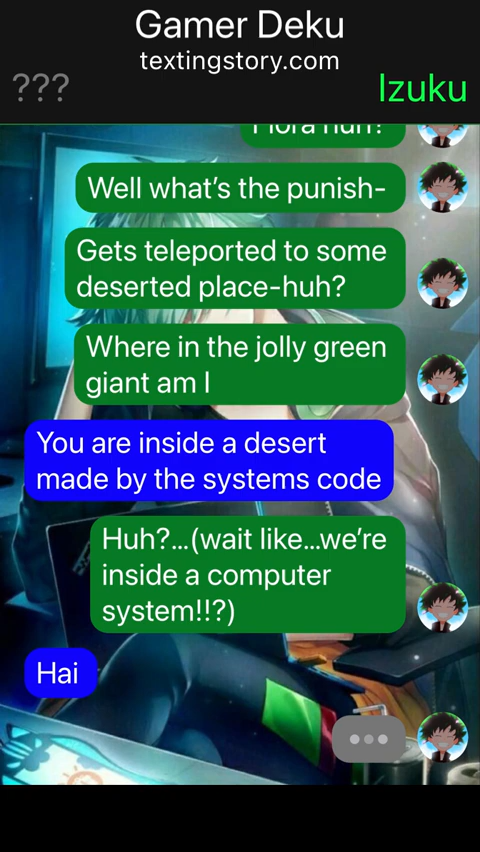 Gamer Deku
textingstory.com
??? Izuku
huh?
Well what's the punish-
Gets teleported to some
deserted place-huh?
Where in the jolly green
giant am I
You are inside a desert
made by the systems code
Huh?...(wait like...we're
inside a computer
system!!?)
Hai